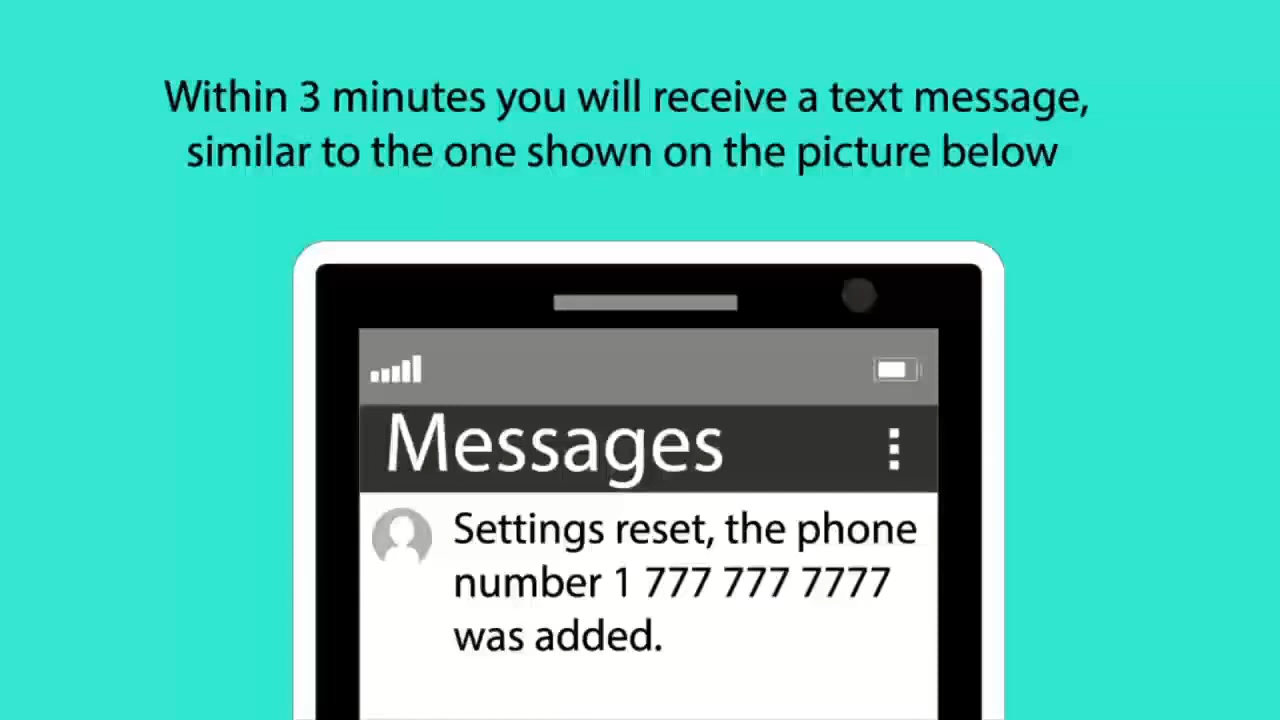 Within 3 minutes you will receive a text message,
similar to the one shown on the picture below
Messages
Settings reset, the phone
number 1 777 777 7777
was added.